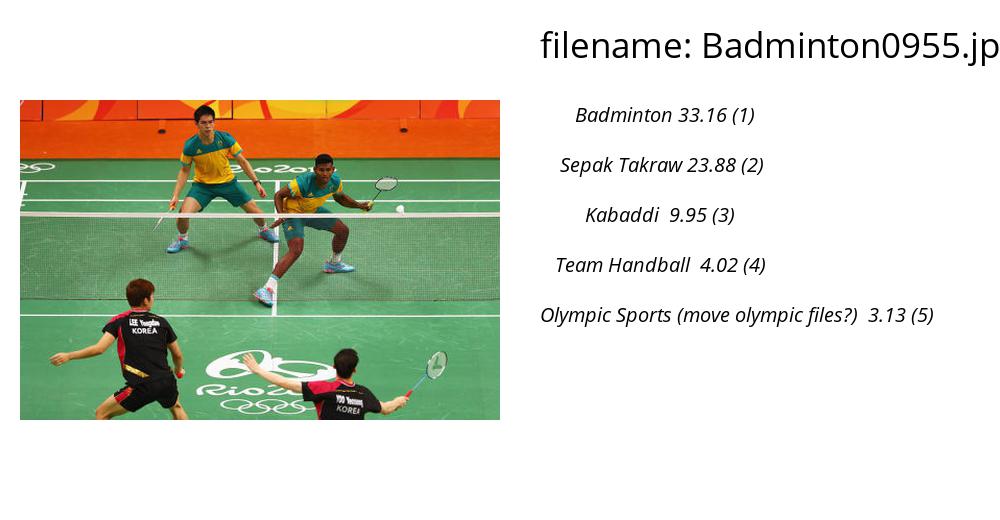 filename: Badminton0955.jp
Badminton 33.16 (1)
Sepak Takraw 23.88 (2)
Kabaddi 9.95 (3)
Team Handball 4.02 (4)
Olympic Sports (move olympic files?) 3.13 (5)
LEE Yongdae
KOREA
Rio20
YOO Yeonseong
KOREA